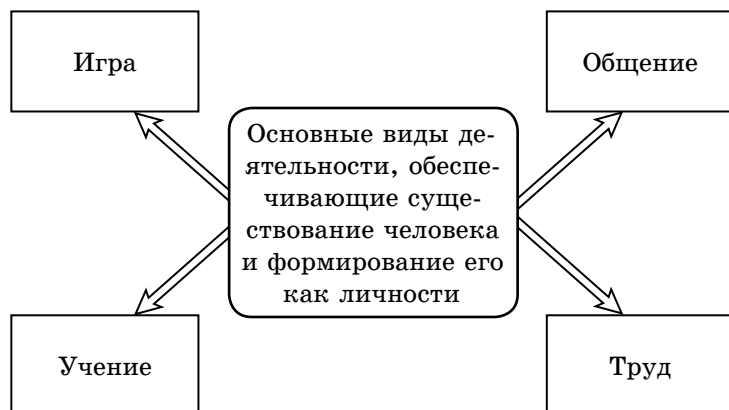 Игра
Общение
Основные виды де-
ятельности, обеспе-
чивающие суще-
ствование человека
и формирование его
как личности
Учение
Труд